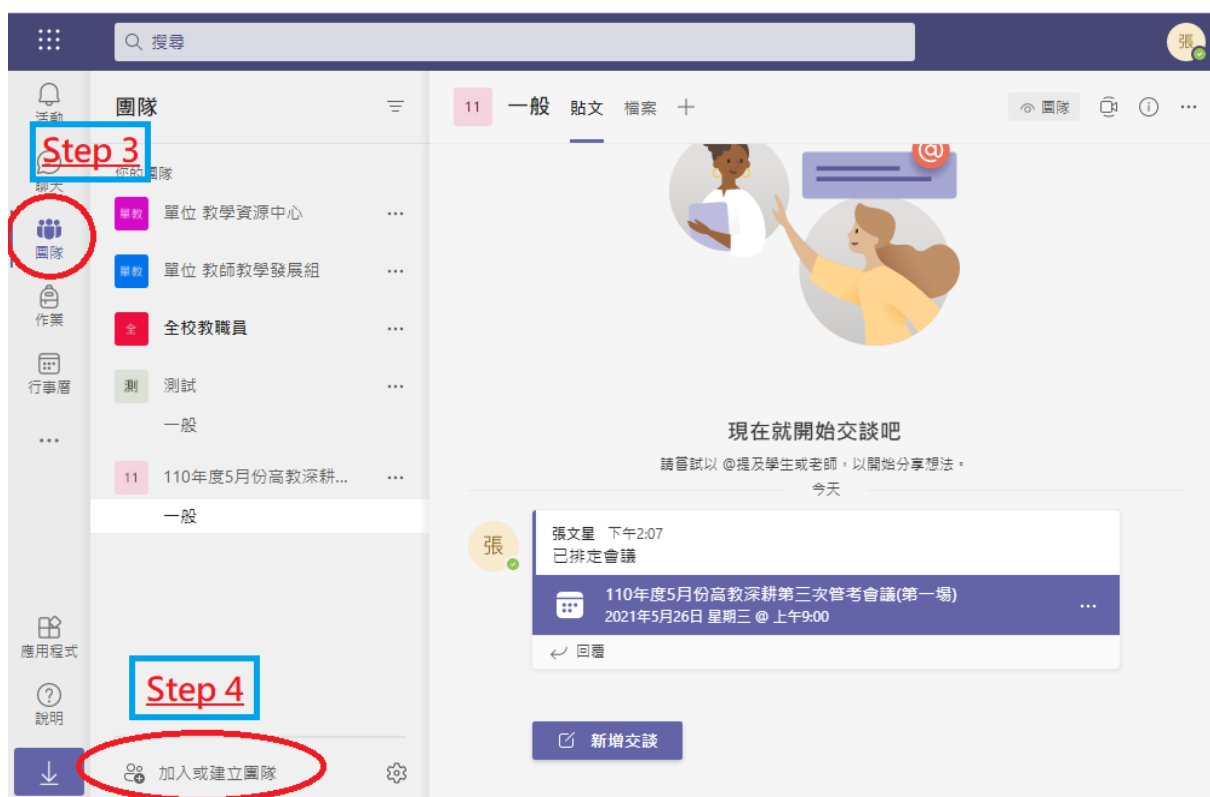 搜尋
張
活動
Step 3
聊天
團隊
作業
行事曆
應用程式
說明
團隊
你的團隊
單教 單位 教學資源中心 ...
單教 單位 教師教學發展組 ...
全 全校教職員 ...
測 測試 ...
一般
11 110年度5月份高教深耕... ...
一般
Step 4
加入或建立團隊
11 一般 貼文 檔案 團隊
@
現在就開始交談吧
請嘗試以 @提及學生或老師，以開始分享想法。
今天
張
張文星 下午2:07
已排定會議
110年度5月份高教深耕第三次管考會議(第一場)
2021年5月26日 星期三 @ 上午9:00
回覆
新增交談